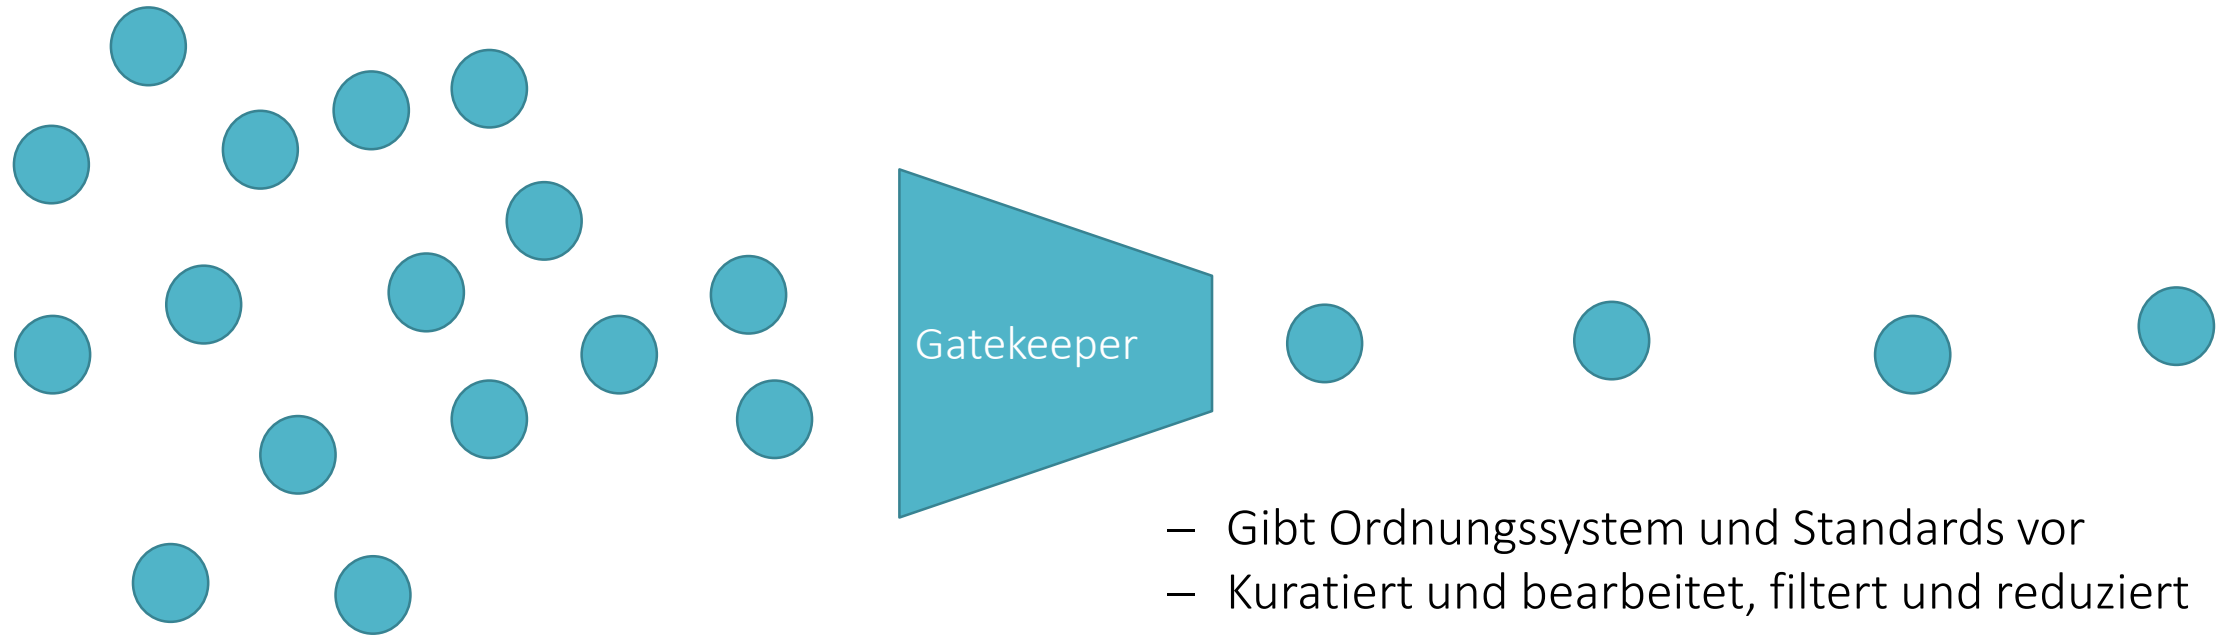 Gatekeeper
– Gibt Ordnungssystem und Standards vor
– Kuratiert und bearbeitet, filtert und reduziert